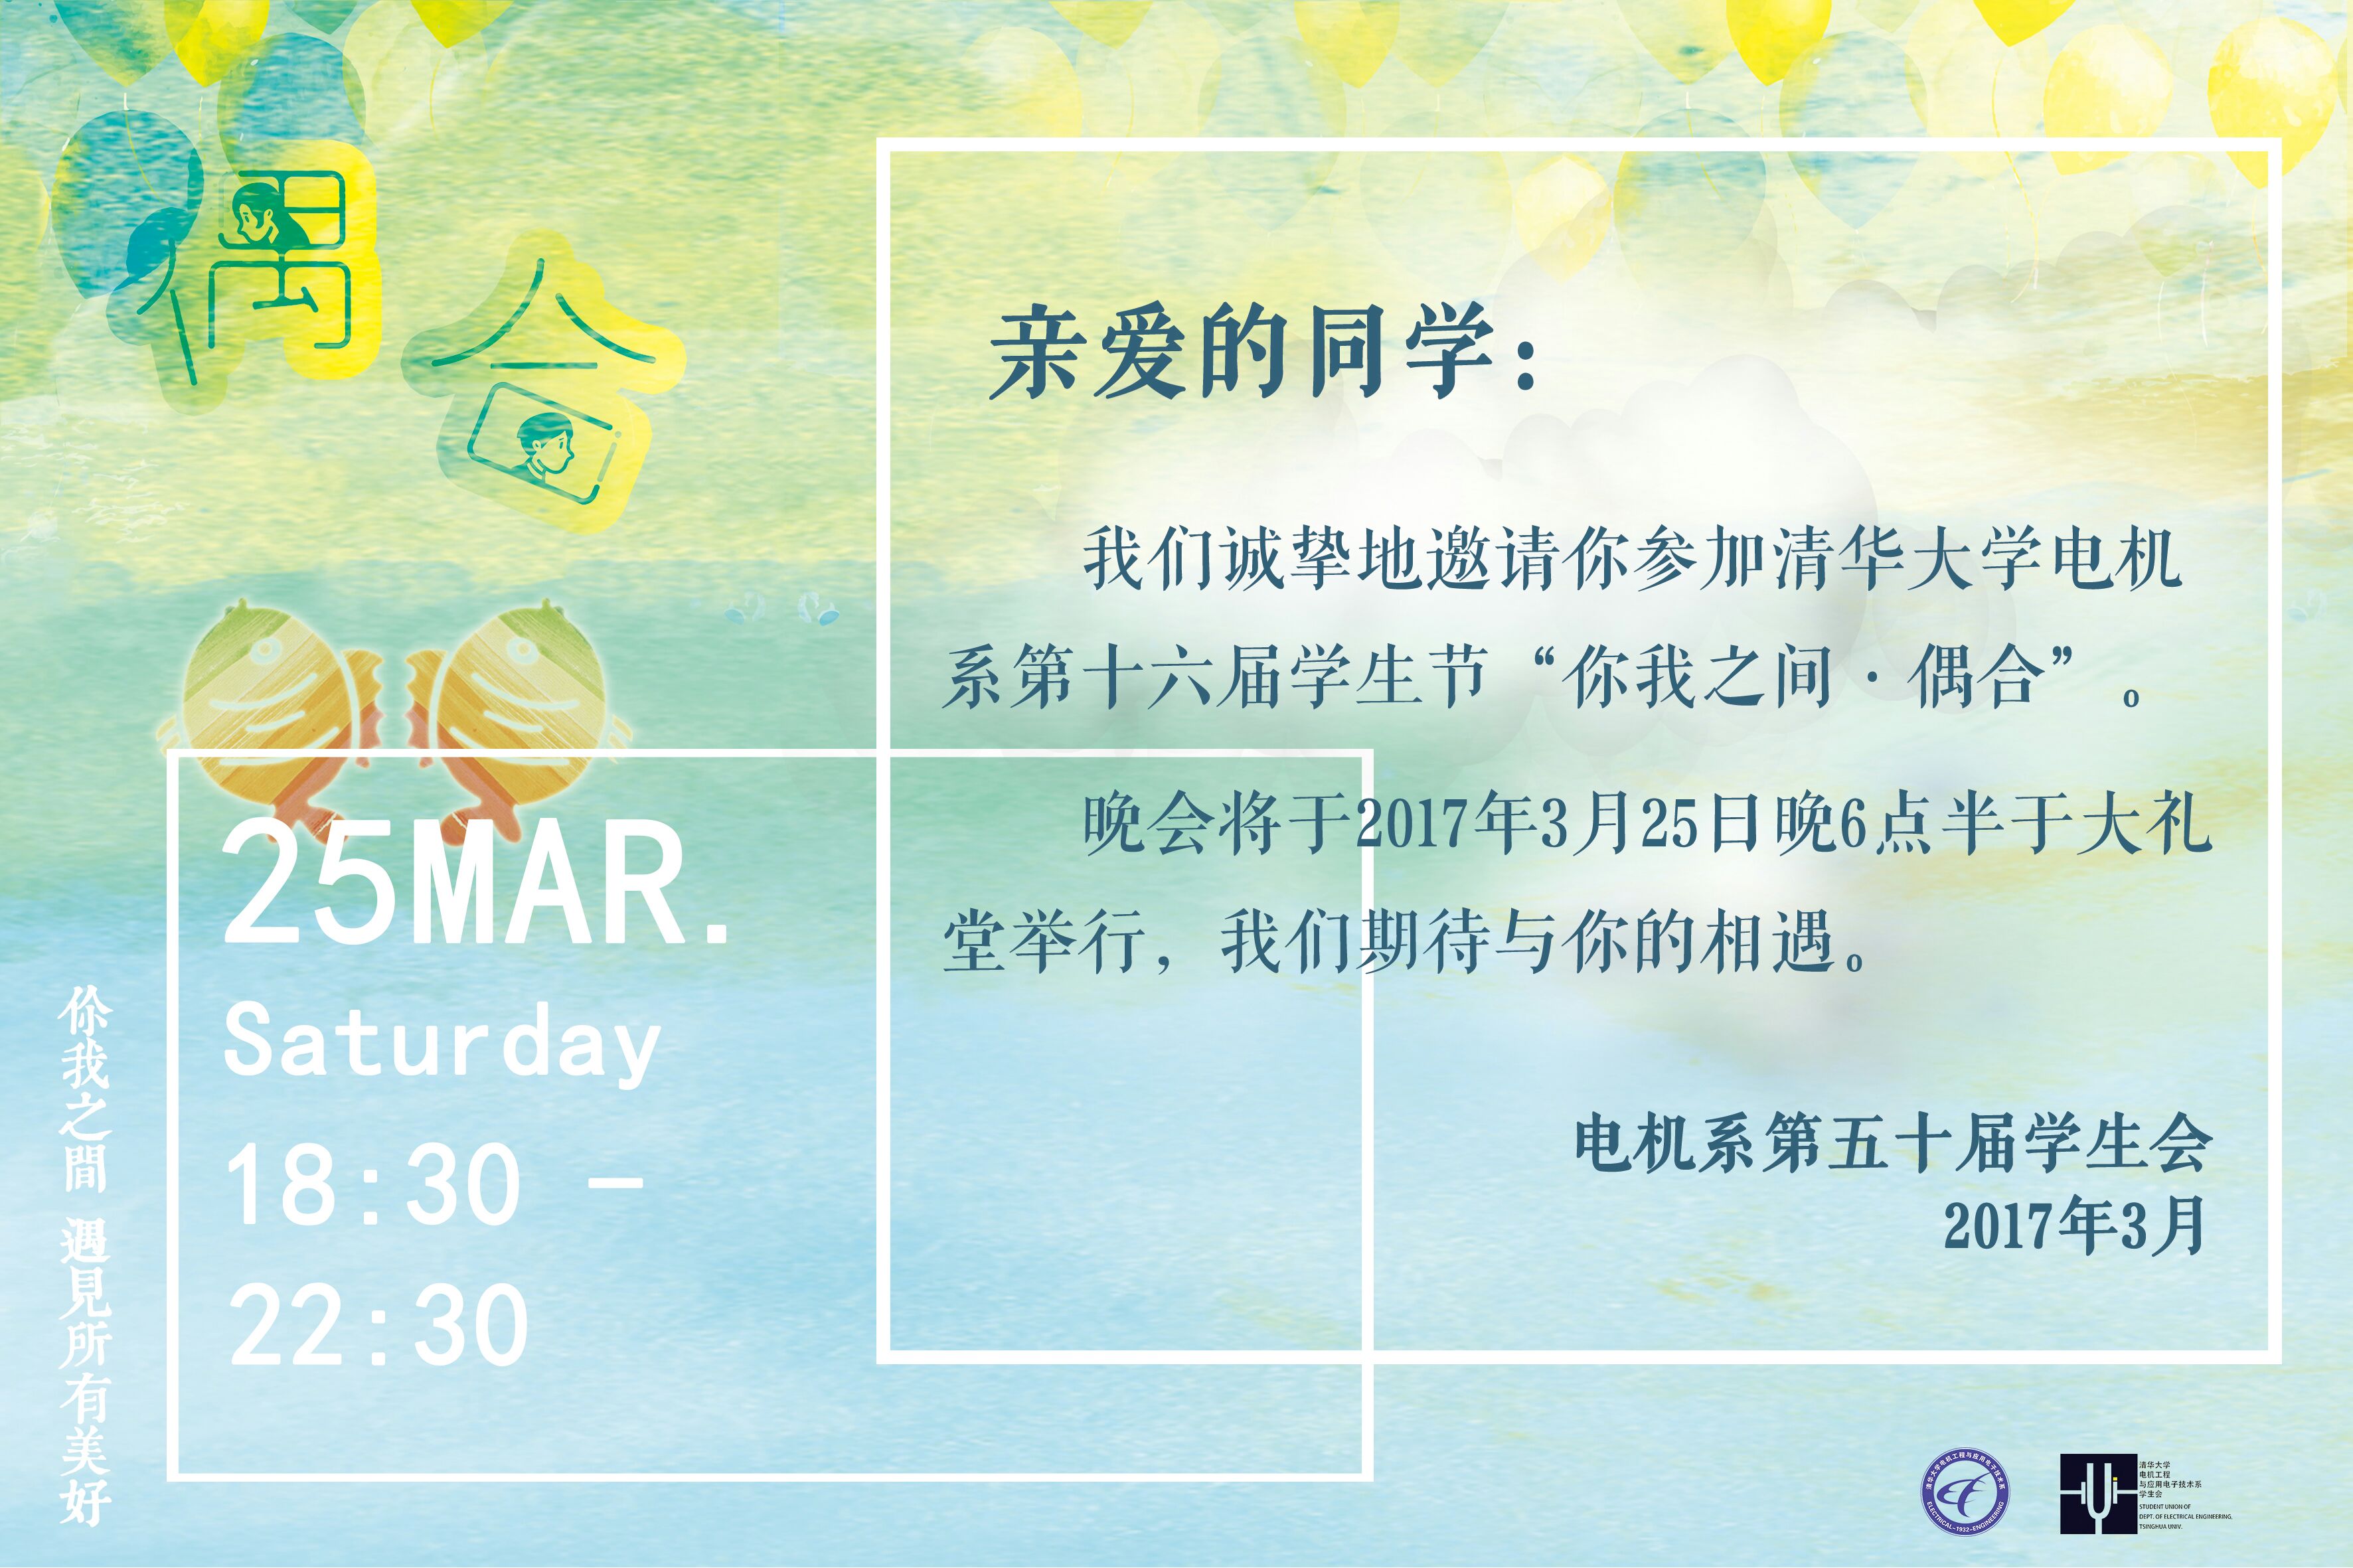 偶合
亲爱的同学：
我们诚挚地邀请你参加清华大学电机
系第十六届学生节“你我之间·偶合”。
晚会将于2017年3月25日晚6点半于大礼
堂举行，我们期待与你的相遇。
电机系第五十届学生会
2017年3月
25MAR.
Saturday
18:30 -
22:30
你我之間 遇見所有美好
清华大学电机工程与应用电子技术系
ELECTRICAL-1932-ENGINEERING
清华大学
电机工程
与应用电子技术系
学生会
STUDENT UNION OF
DEPT. OF ELECTRICAL ENGINEERING,
TSINGHUA UNIV.